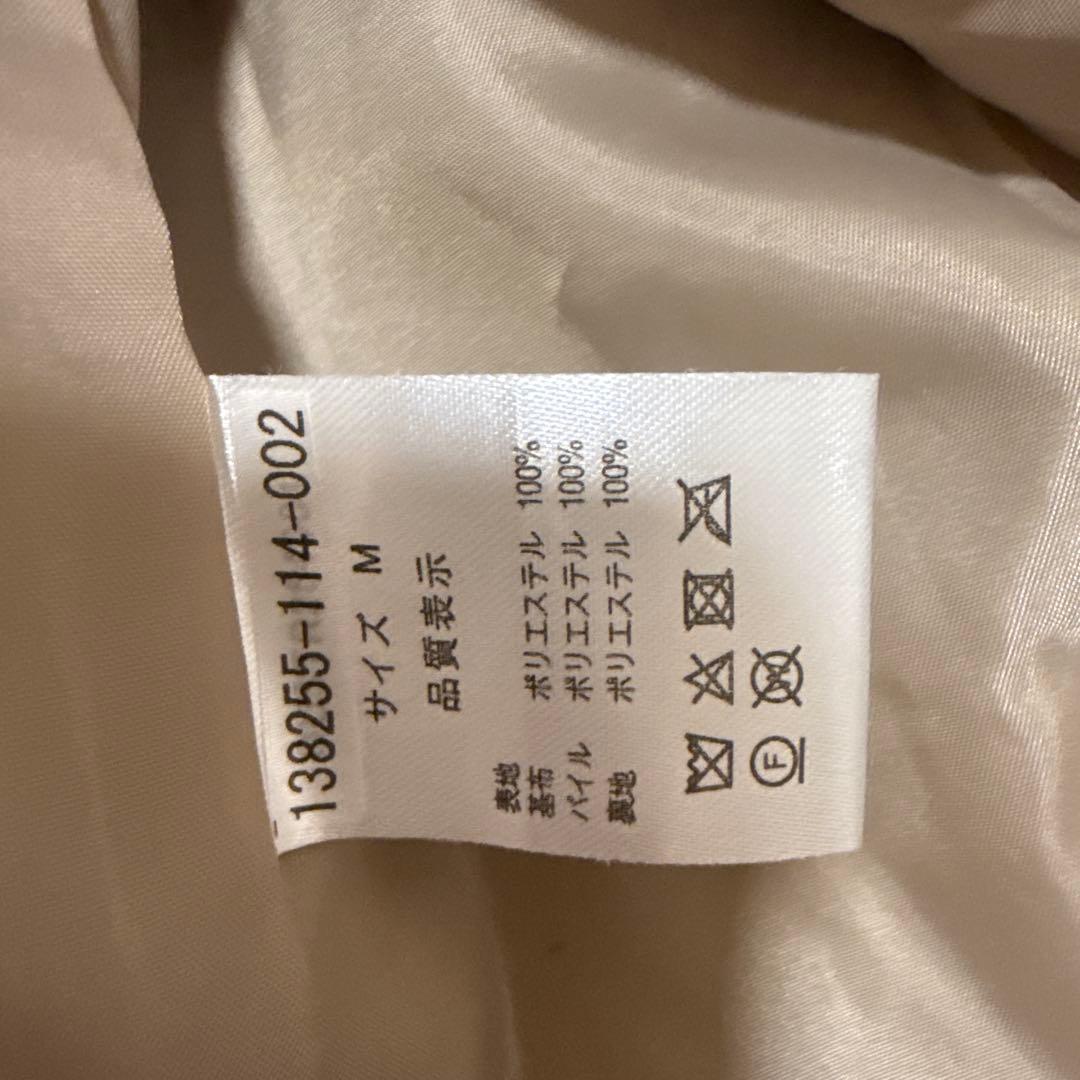 138255-114-002
サイズ M
品質表示
表地
基布 ポリエステル 100%
パイル ポリエステル 100%
裏地 ポリエステル 100%
F W